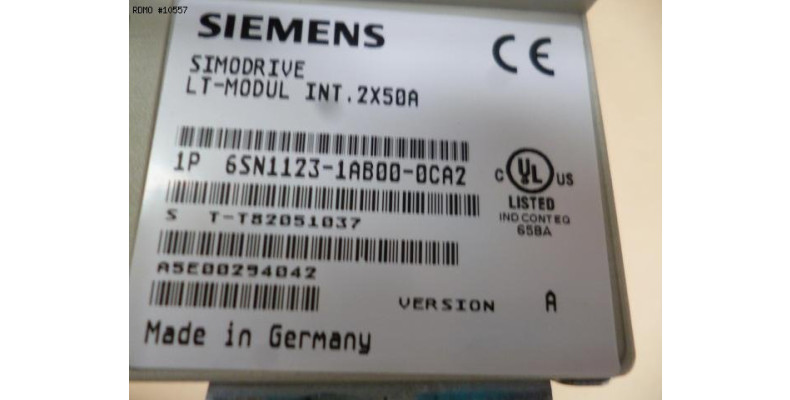 RDMO #10557
SIEMENS
CE
SIMODRIVE
LT-MODUL INT.2X50A
1P 6SN1123-1AB00-0CA2
C UL US
LISTED
IND CONT EQ
65BA
S T-T82051037
A5E00294042
VERSION A
Made in Germany